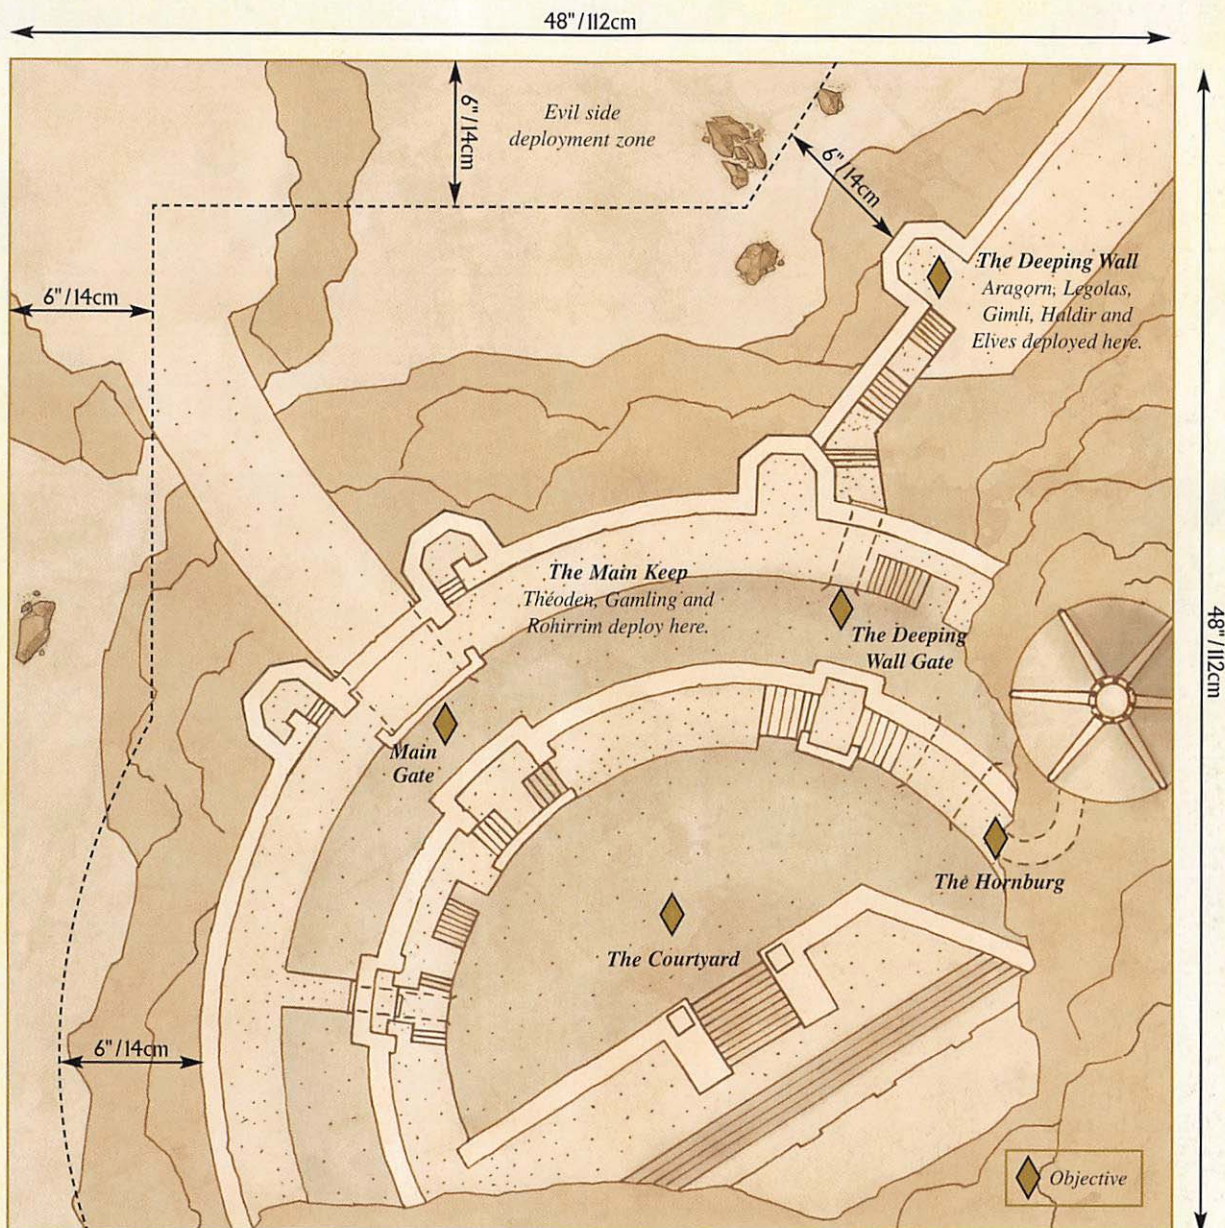 48"/112cm
6"/14cm
Evil side
deployment zone
6"/14cm
6"/14cm
The Deeping Wall
Aragorn, Legolas,
Gimli, Haldir and
Elves deployed here.
The Main Keep
Théoden, Gamling and
Rohirrim deploy here.
The Deeping
Wall Gate
48"/112cm
Main
Gate
The Hornburg
The Courtyard
6"/14cm
Objective